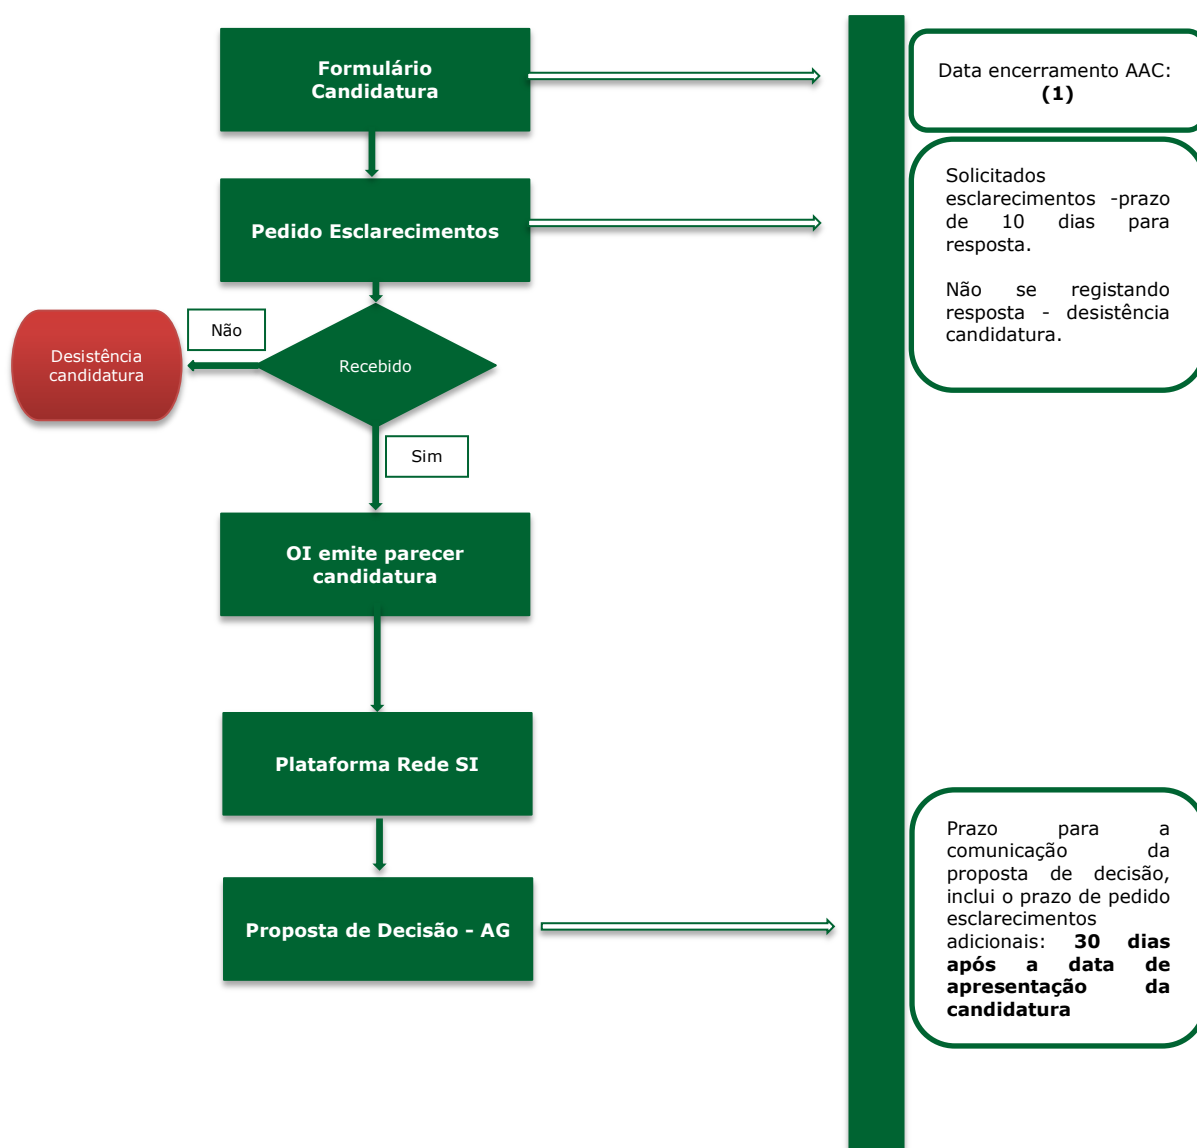 Formulário
Candidatura
Data encerramento AAC:
(1)
Pedido Esclarecimentos
Solicitados
esclarecimentos -prazo
de 10 dias para
resposta.
Não se registando
resposta - desistência
candidatura.
Não
Desistência
candidatura
Recebido
Sim
OI emite parecer
candidatura
Plataforma Rede SI
Proposta de Decisão - AG
Prazo para a
comunicação da
proposta de decisão,
inclui o prazo de pedido
esclarecimentos
adicionais: 30 dias
após a data de
apresentação da
candidatura